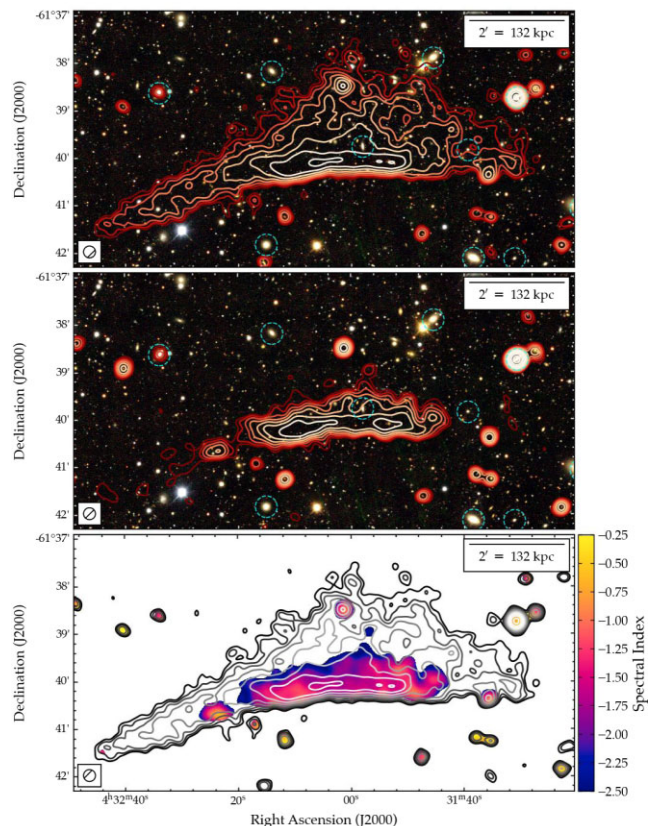 -61°37'
2' = 132 kpc
38'
39'
40'
41'
42'
Declination (J2000)
-61°37'
2' = 132 kpc
38'
39'
40'
41'
42'
Declination (J2000)
-61°37'
2' = 132 kpc
38'
39'
40'
41'
42'
Declination (J2000)
4ʰ32ᵐ40ˢ
20ˢ
00ˢ
31ᵐ40ˢ
Right Ascension (J2000)
−0.25
−0.50
−0.75
−1.00
−1.25
−1.50
−1.75
−2.00
−2.25
−2.50
Spectral Index